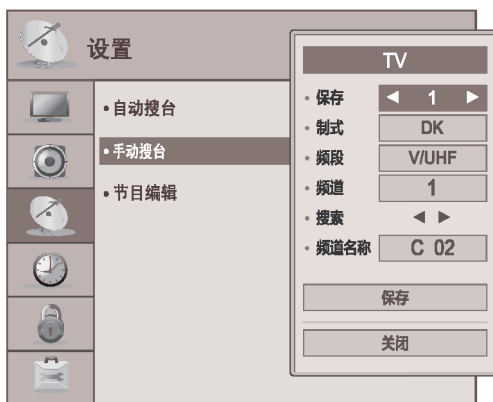 设置
• 自动搜台
• 手动搜台
• 节目编辑
TV
• 保存 ◀ 1 ▶
• 制式 DK
• 频段 V/UHF
• 频道 1
• 搜索 ◀ ▶
• 频道名称 C 02
保存
关闭